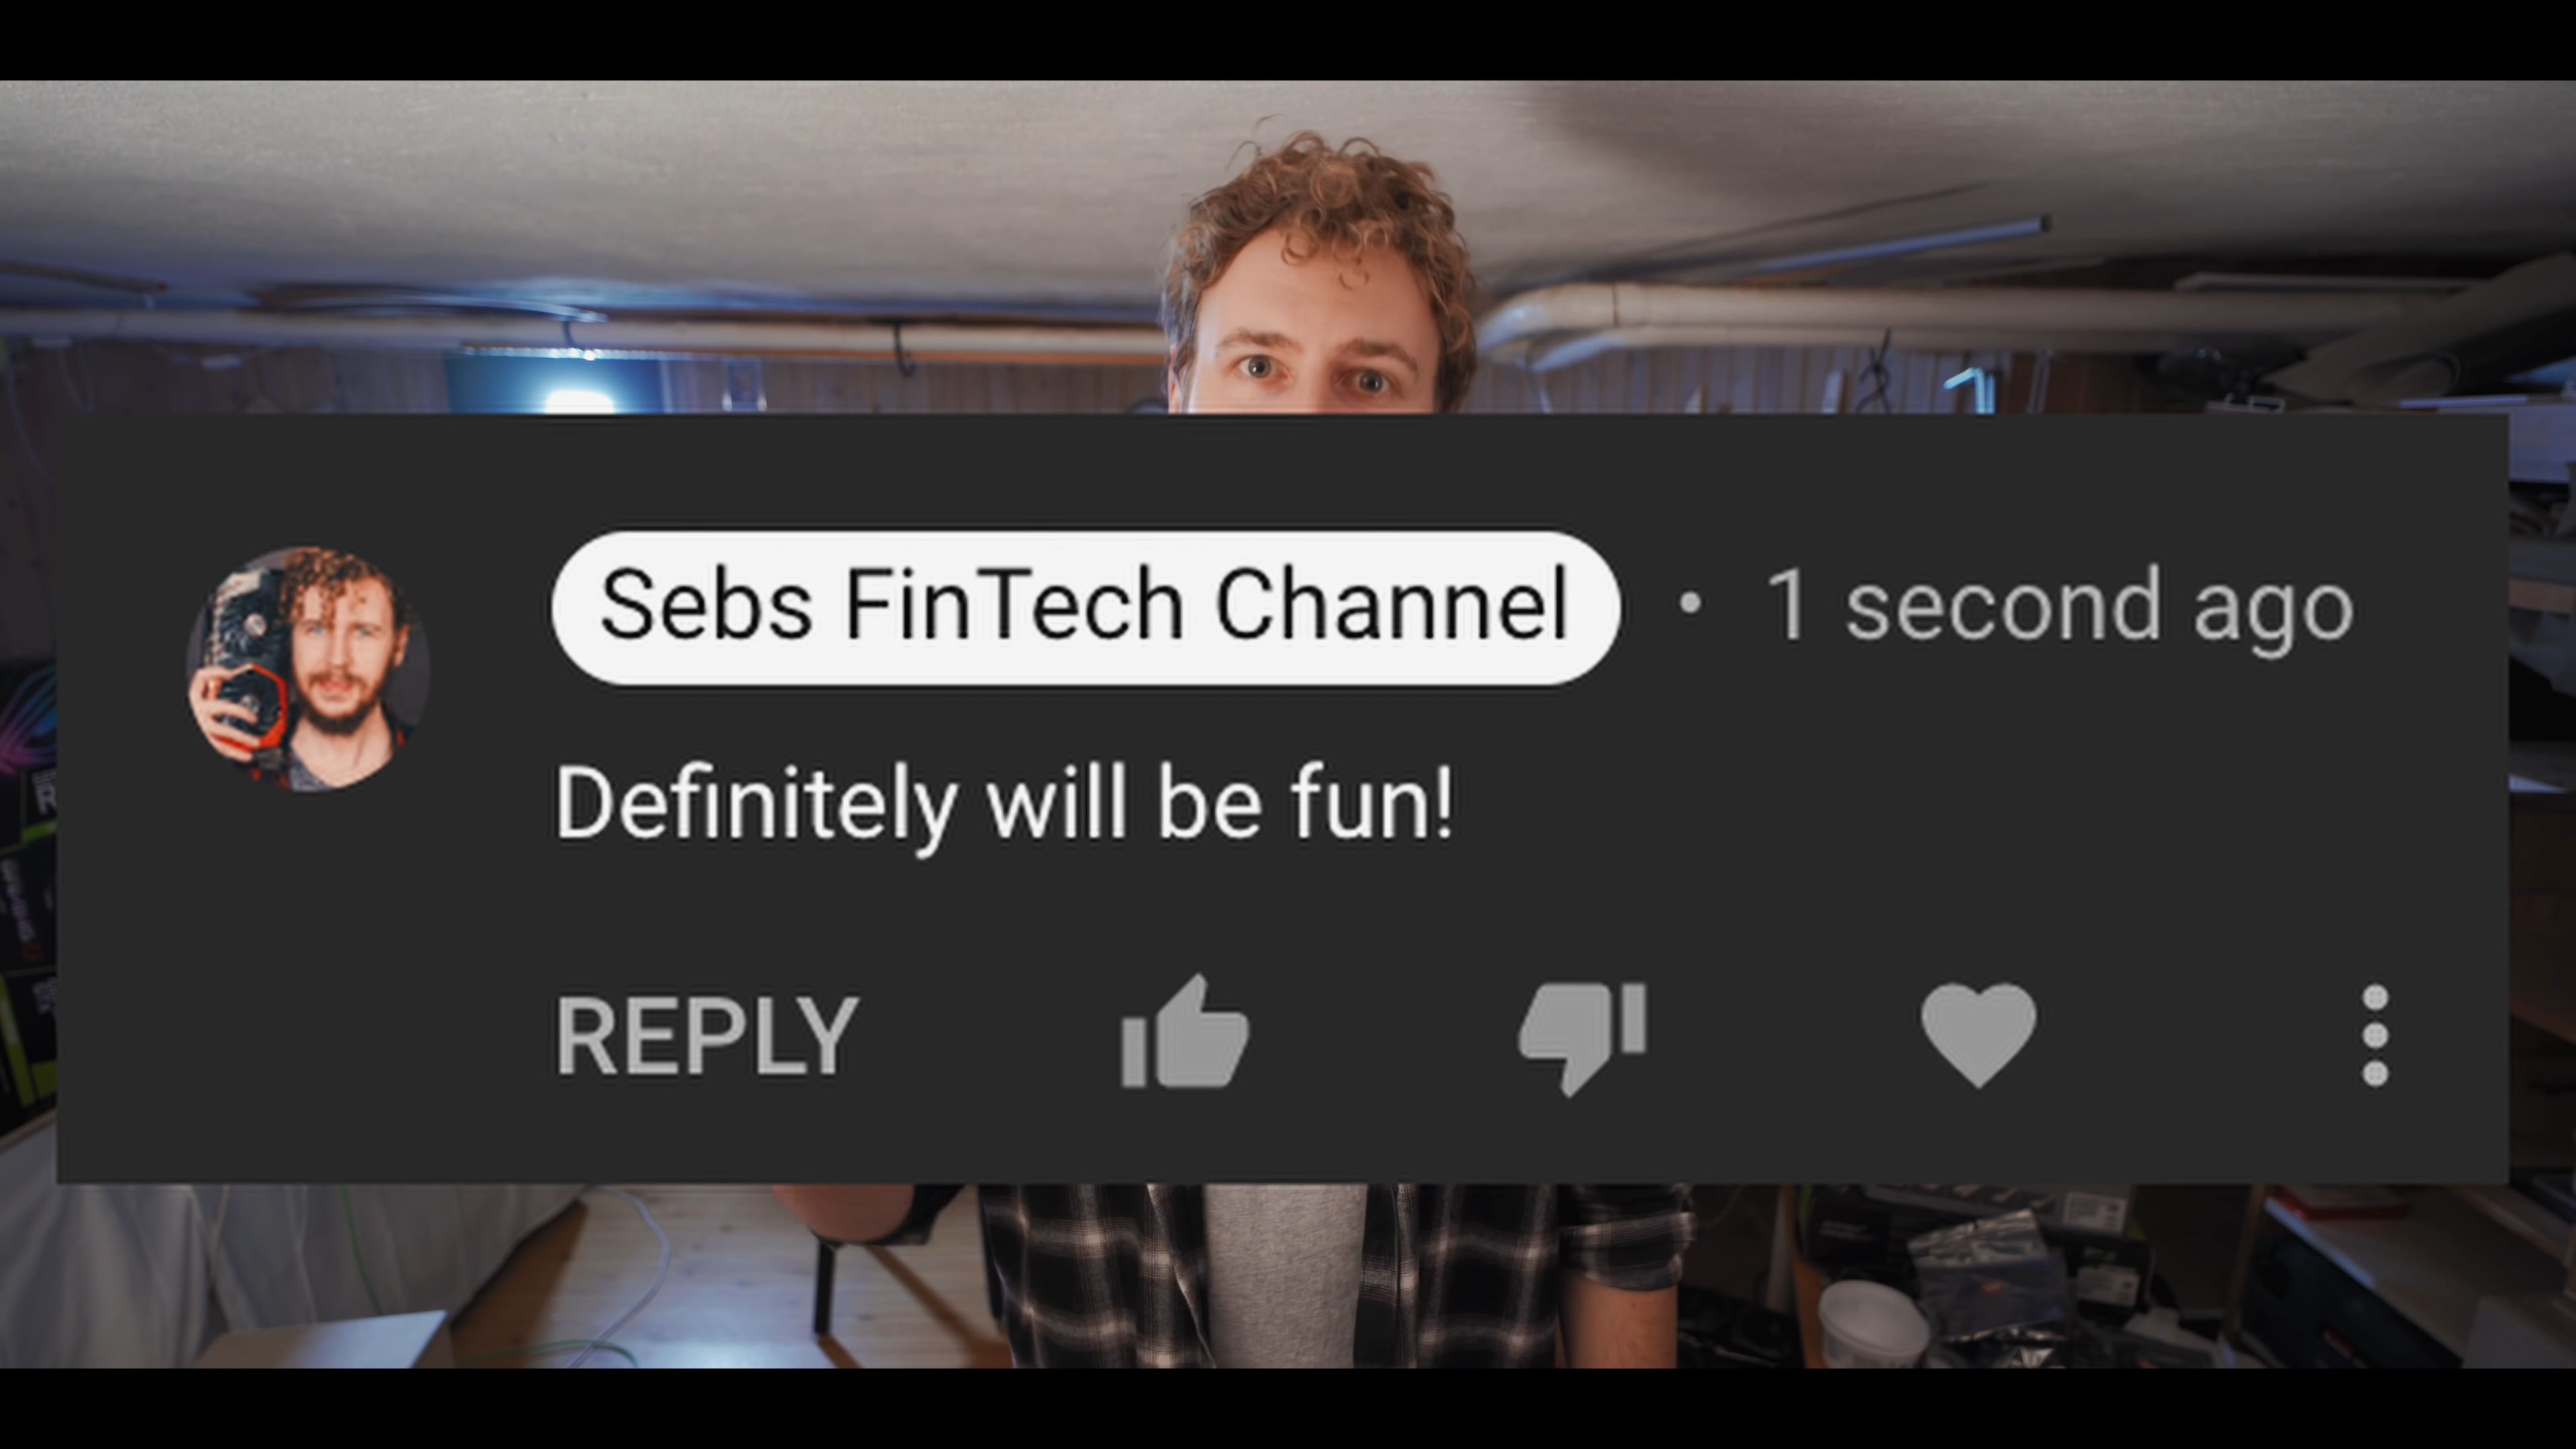 Sebs FinTech Channel • 1 second ago
Definitely will be fun!
REPLY